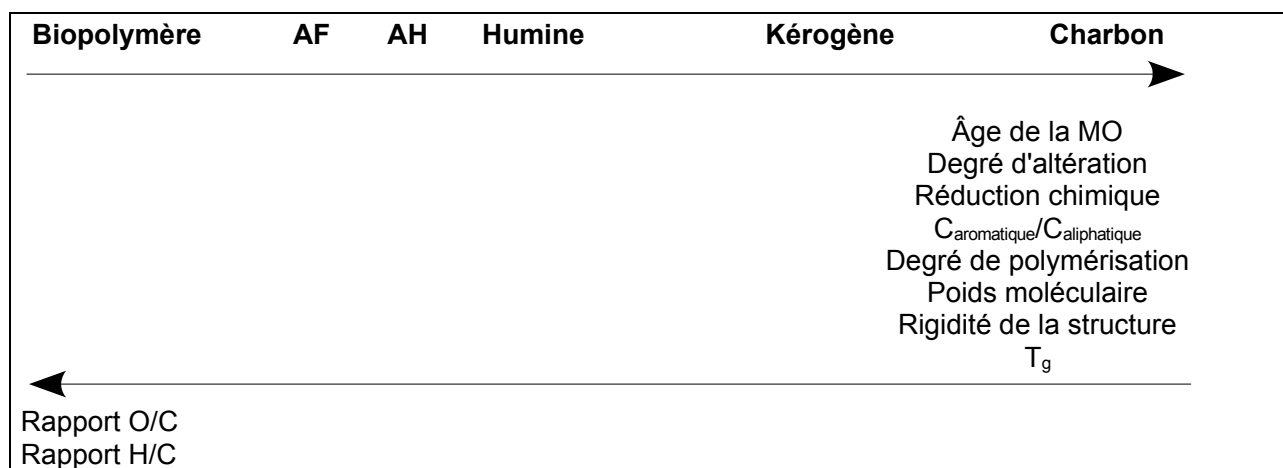 Biopolymère AF AH Humine Kérogène Charbon
Âge de la MO
Degré d'altération
Réduction chimique
Caromatique/Caliphatique
Degré de polymérisation
Poids moléculaire
Rigidité de la structure
Tg
Rapport O/C
Rapport H/C